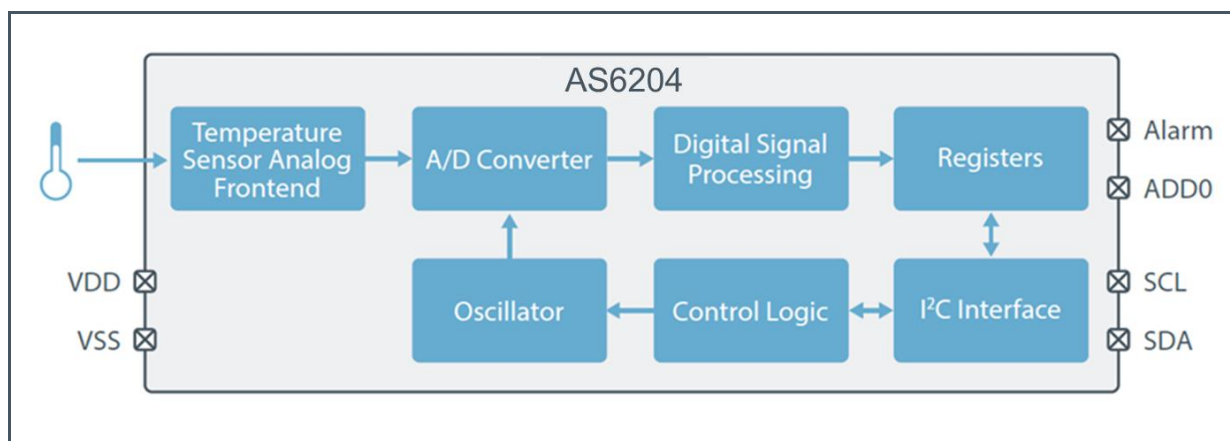 AS6204
Temperature
Sensor Analog
Frontend
A/D Converter
Digital Signal
Processing
Registers
Alarm
ADD0
VDD
VSS
Oscillator
Control Logic
I²C Interface
SCL
SDA